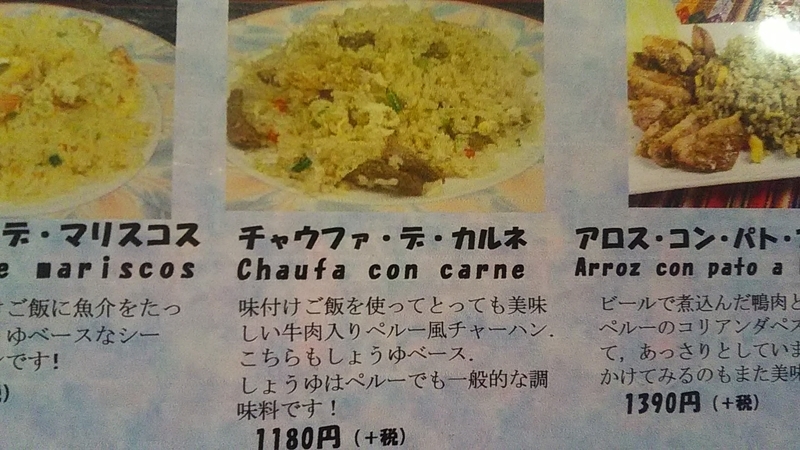 デ・マリスコス
e mariscos
ご飯に魚介をたっ
ゆベースなシー
です!
チャウファ・デ・カルネ
Chaufa con carne
味付けご飯を使ってとっても美味
しい牛肉入りペルー風チャーハン.
こちらもしょうゆベース.
しょうゆはペルーでも一般的な調
味料です！
1180円（+税）
アロス・コン・パト・
Arroz con pato a
ビールで煮込んだ鴨肉と
ペルーのコリアンダペス
て，あっさりとしていま
かけてみるのもまた美味
1390円（+税）